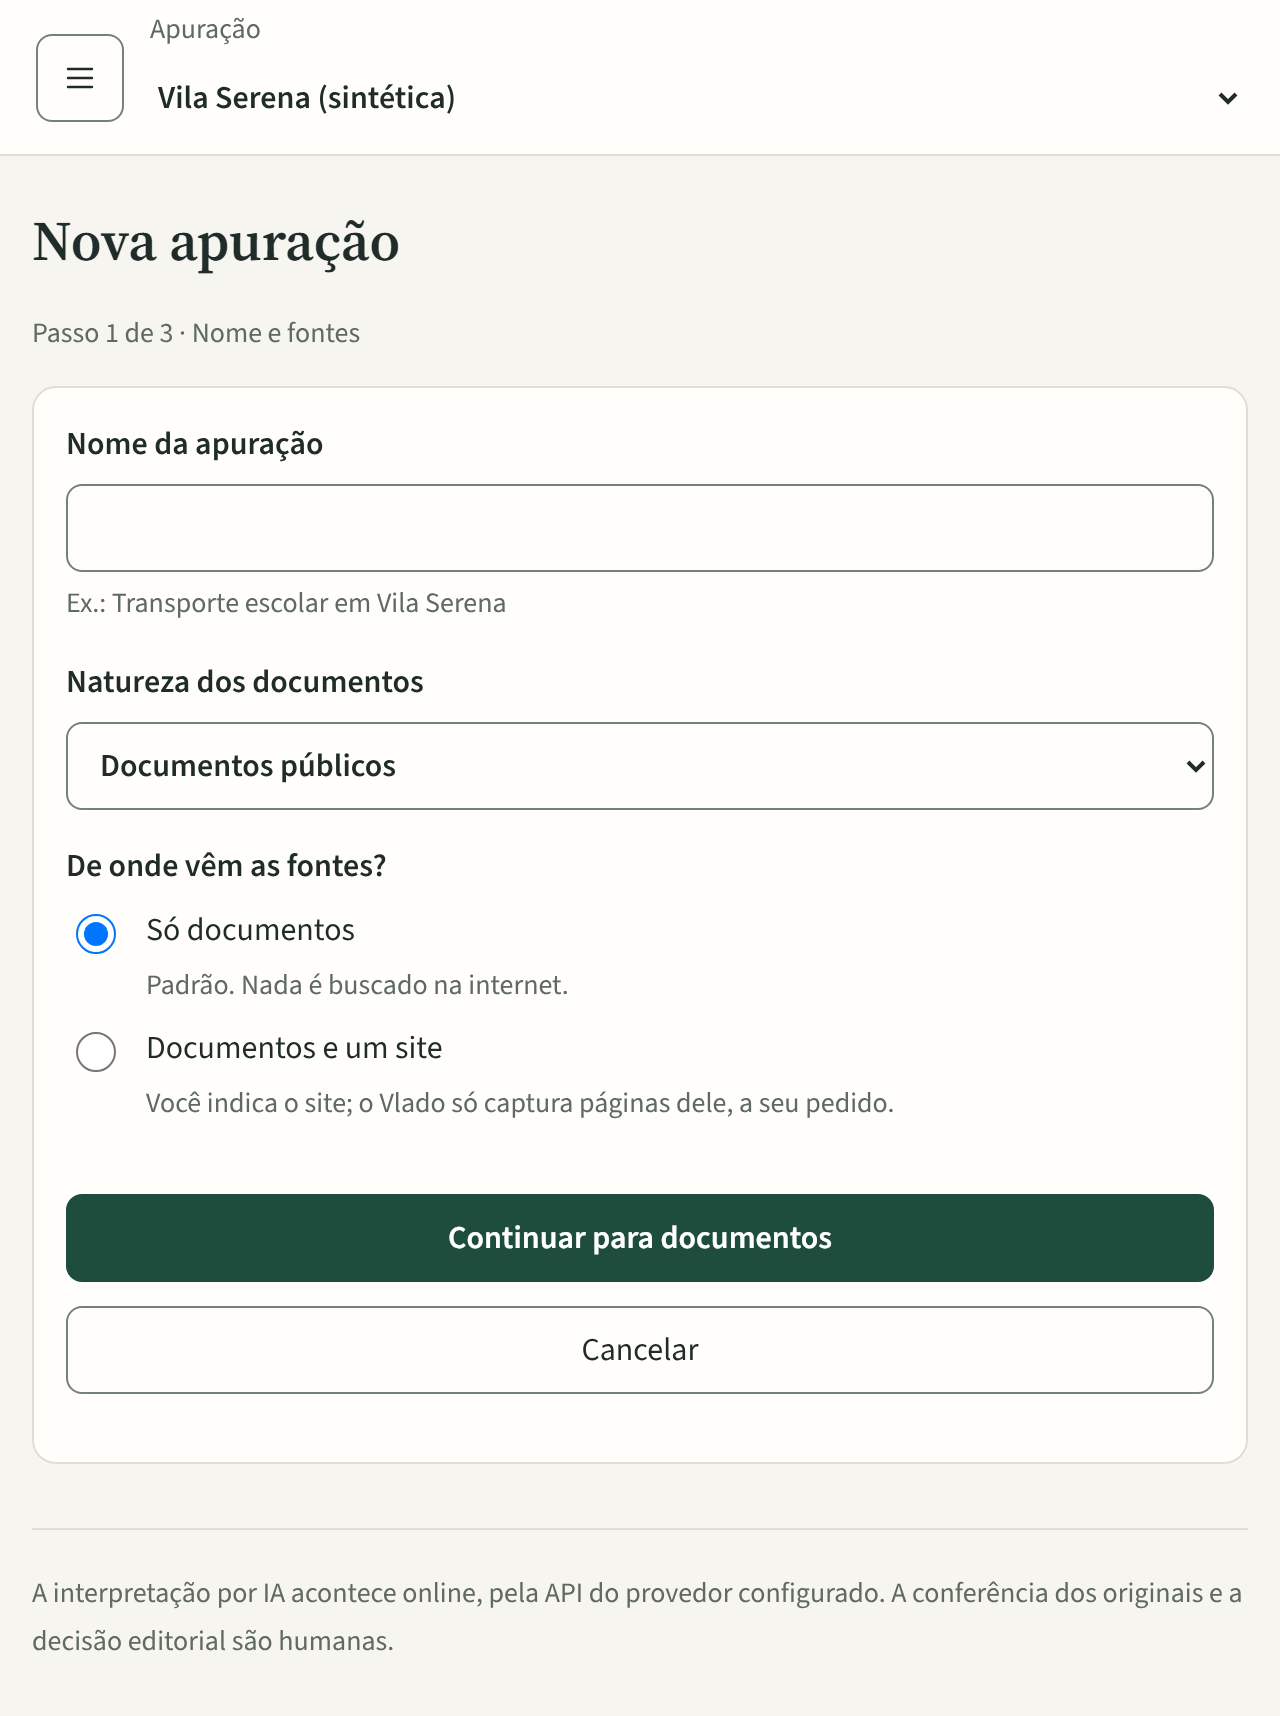 Apuração
Vila Serena (sintética)
Nova apuração
Passo 1 de 3 · Nome e fontes
Nome da apuração
Ex.: Transporte escolar em Vila Serena
Natureza dos documentos
Documentos públicos
De onde vêm as fontes?
Só documentos
Padrão. Nada é buscado na internet.
Documentos e um site
Você indica o site; o Vlado só captura páginas dele, a seu pedido.
Continuar para documentos
Cancelar
A interpretação por IA acontece online, pela API do provedor configurado. A conferência dos originais e a
decisão editorial são humanas.